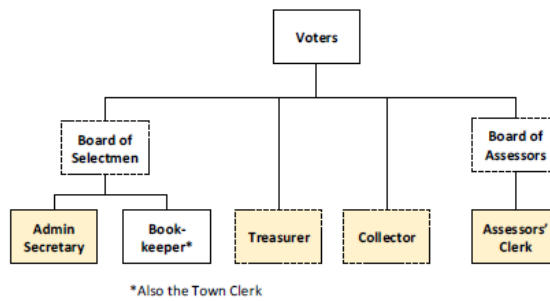 Voters
Board of
Selectmen
Board of
Assessors
Admin
Secretary
Book-
keeper*
Treasurer
Collector
Assessors'
Clerk
*Also the Town Clerk